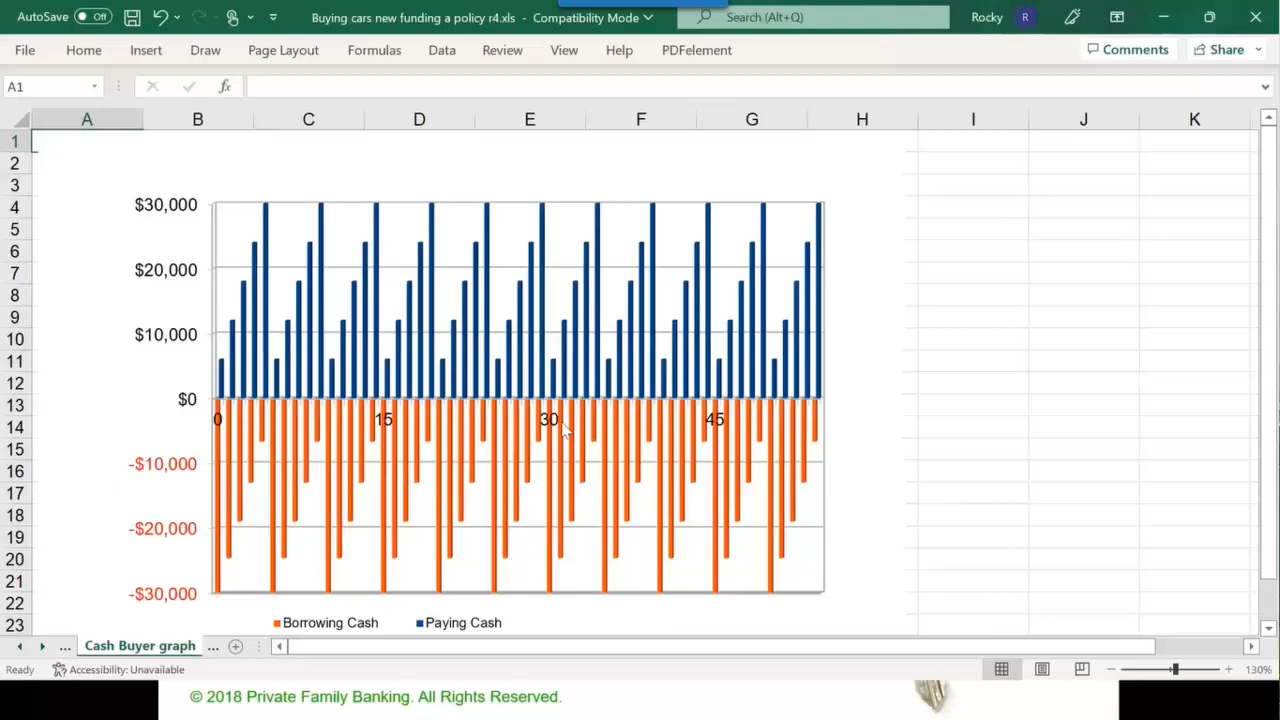 AutoSave Off Buying cars new funding a policy r4.xls - Compatibility Mode Search (Alt+Q) Rocky R
File Home Insert Draw Page Layout Formulas Data Review View Help PDFelement Comments Share
A1 fx
A B C D E F G H I J K
1
2
3
4 $30,000
5
6
7 $20,000
8
9
10 $10,000
11
12
13 $0
14 0 15 30 45
15
16 -$10,000
17
18
19 -$20,000
20
21
22 -$30,000
23 Borrowing Cash Paying Cash
... Cash Buyer graph ...
Ready Accessibility: Unavailable 130%
© 2018 Private Family Banking. All Rights Reserved.